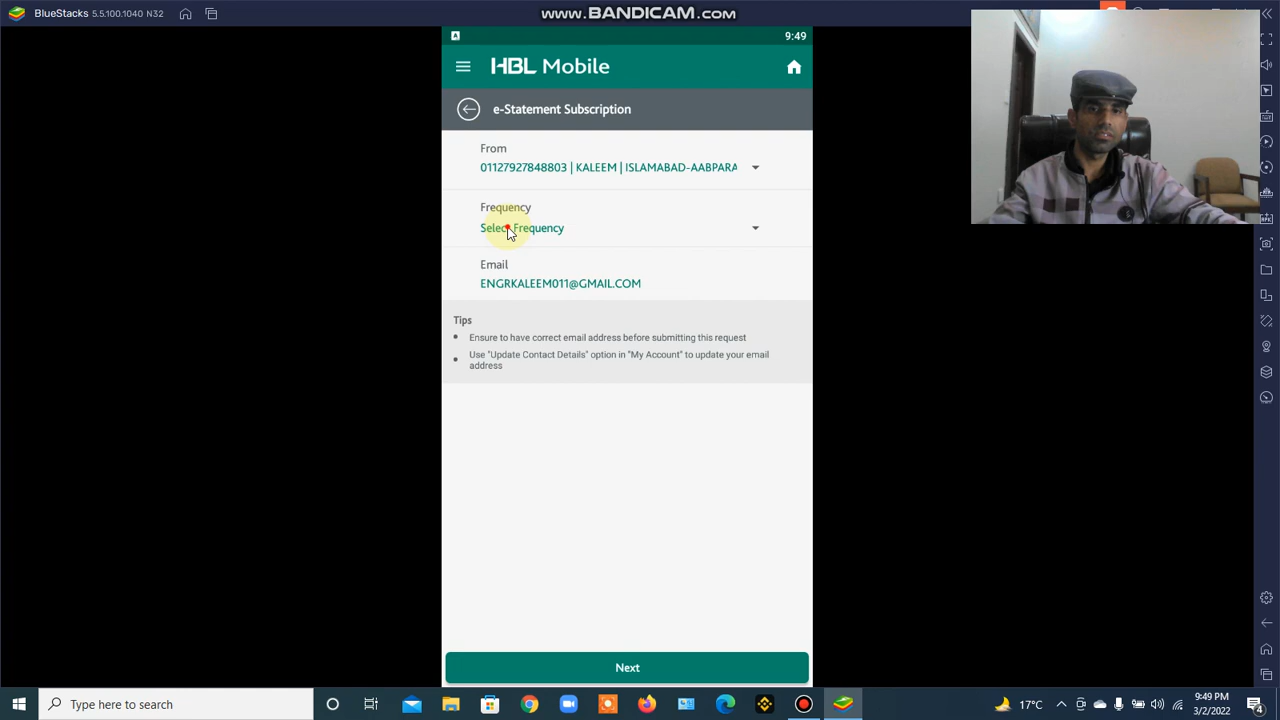 BlueStacks
5.5.100.1040 N32
www.BANDICAM.com
A
9:49
HBL Mobile
e-Statement Subscription
From
01127927848803 | KALEEM | ISLAMABAD-AABPARA
Frequency
Select Frequency
Email
ENGRKALEEM011@GMAIL.COM
Tips
Ensure to have correct email address before submitting this request
Use "Update Contact Details" option in "My Account" to update your email
address
Next
Type here to search
17°C
9:49 PM
3/2/2022
4